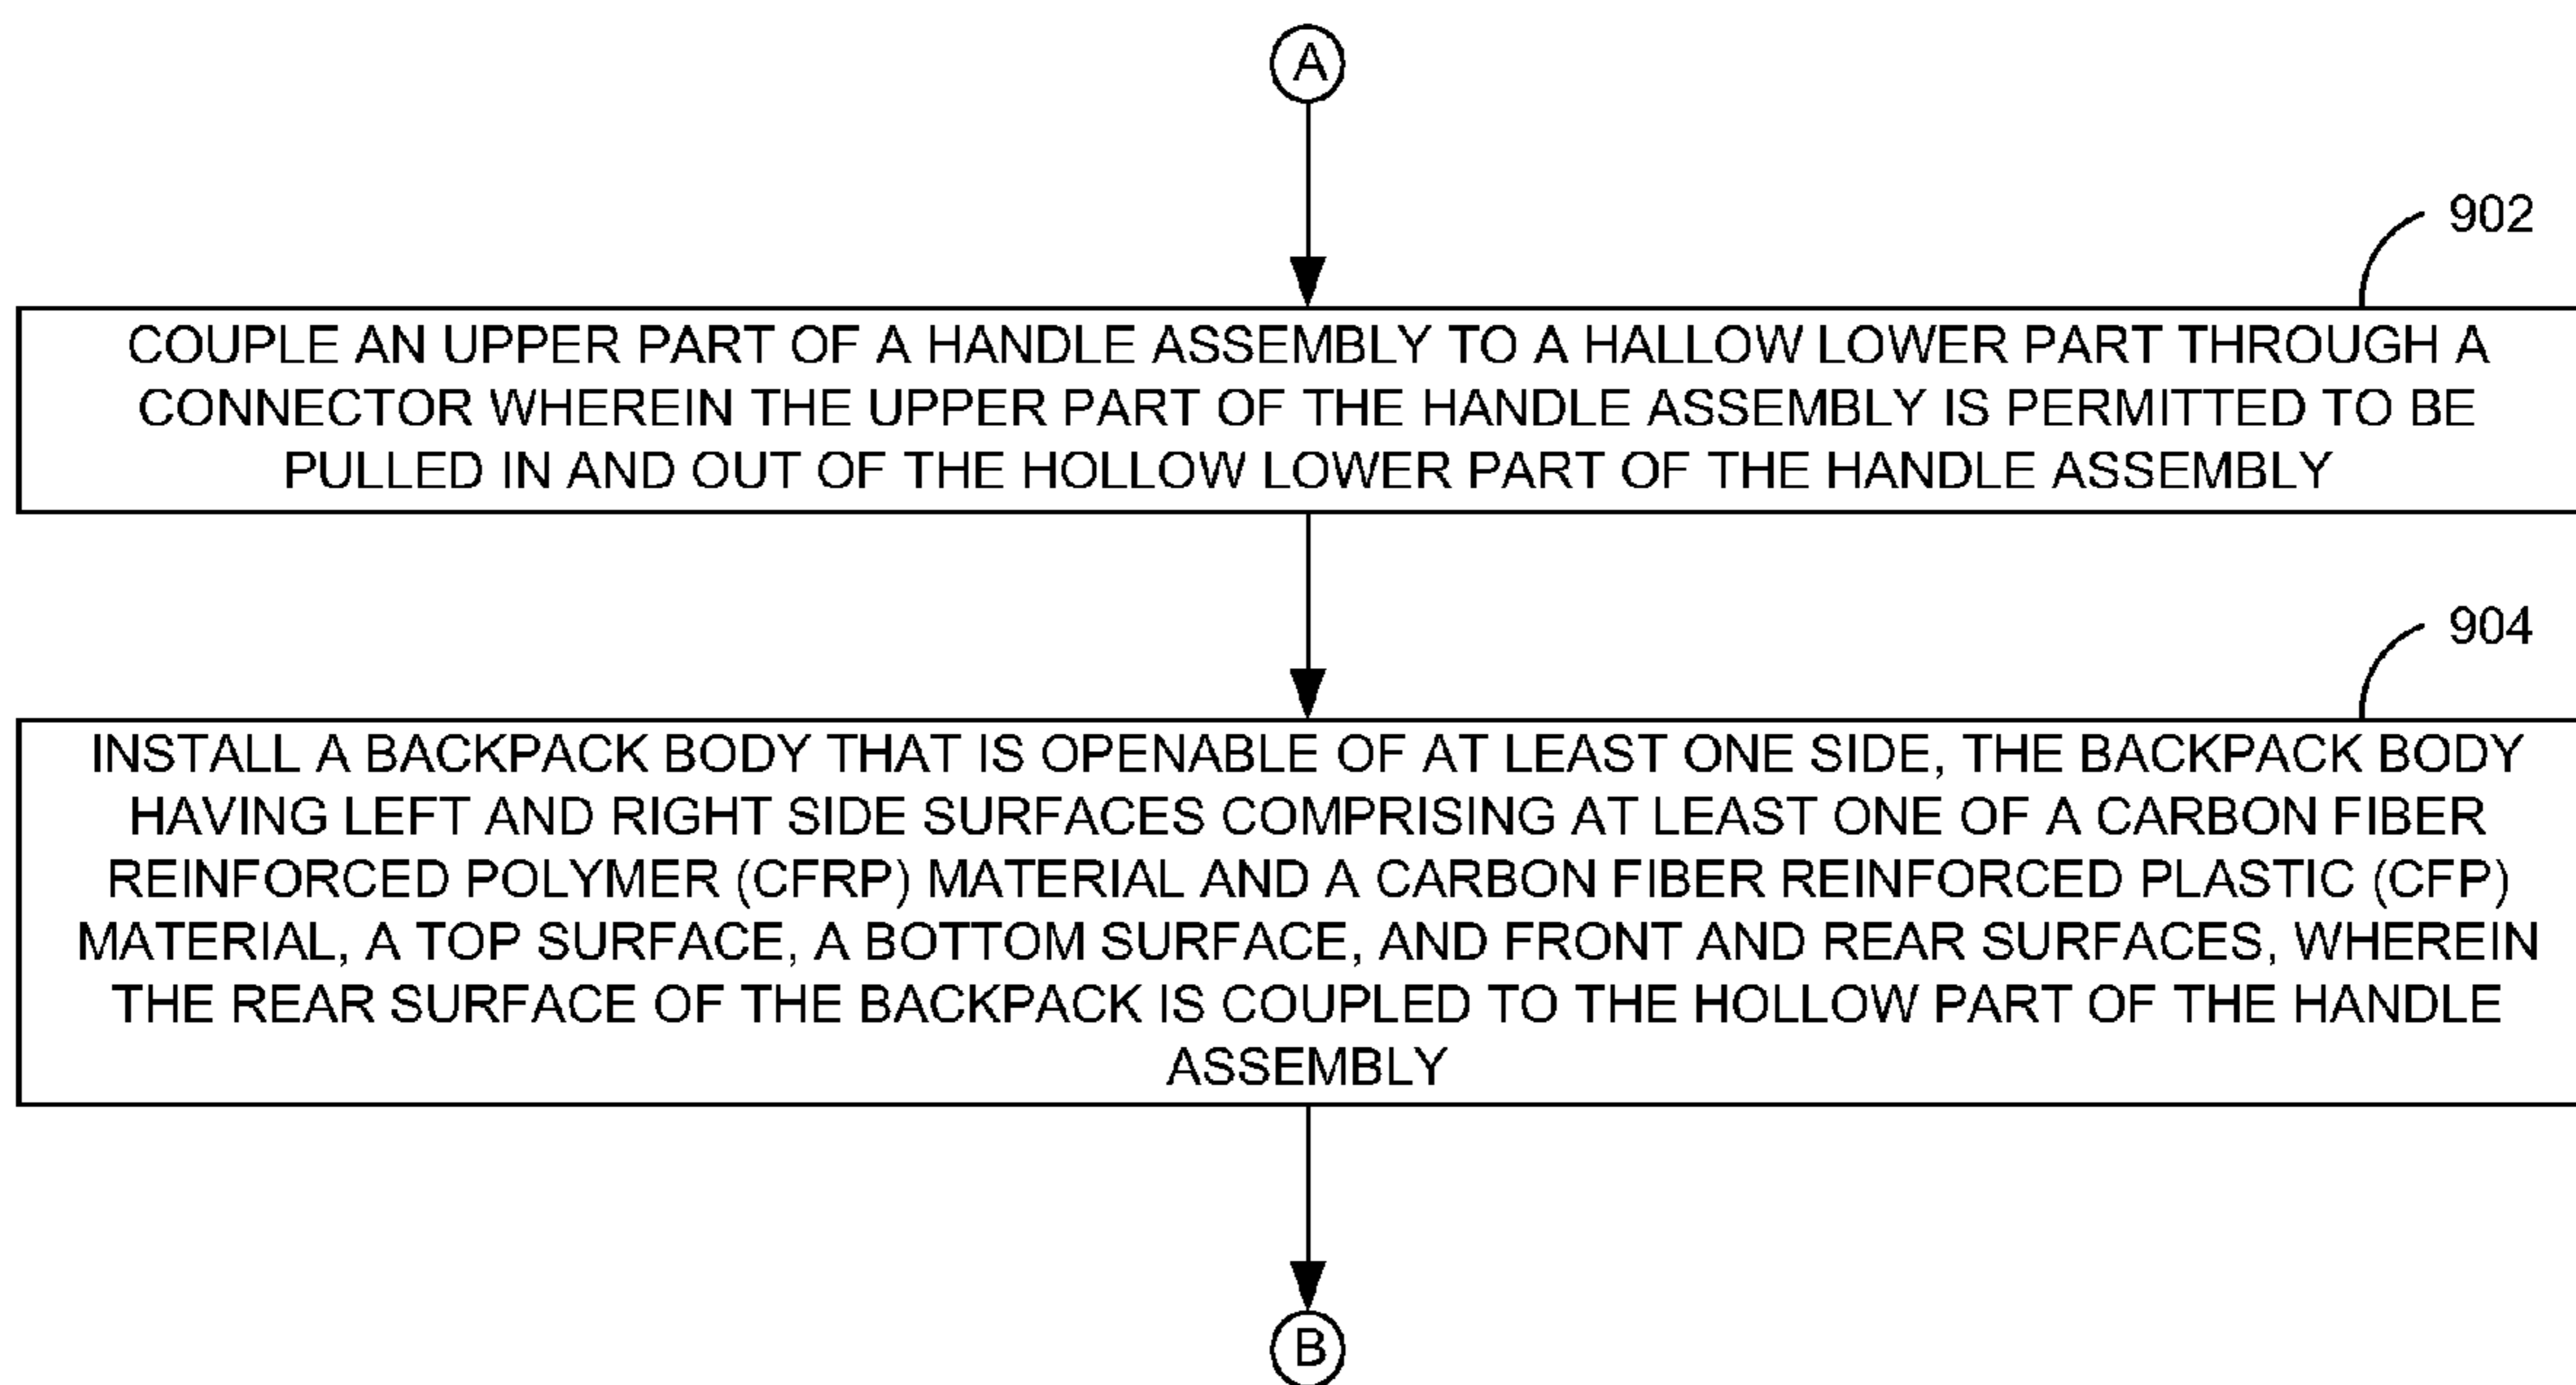 A
902
COUPLE AN UPPER PART OF A HANDLE ASSEMBLY TO A HALLOW LOWER PART THROUGH A
CONNECTOR WHEREIN THE UPPER PART OF THE HANDLE ASSEMBLY IS PERMITTED TO BE
PULLED IN AND OUT OF THE HOLLOW LOWER PART OF THE HANDLE ASSEMBLY
904
INSTALL A BACKPACK BODY THAT IS OPENABLE OF AT LEAST ONE SIDE, THE BACKPACK BODY
HAVING LEFT AND RIGHT SIDE SURFACES COMPRISING AT LEAST ONE OF A CARBON FIBER
REINFORCED POLYMER (CFRP) MATERIAL AND A CARBON FIBER REINFORCED PLASTIC (CFP)
MATERIAL, A TOP SURFACE, A BOTTOM SURFACE, AND FRONT AND REAR SURFACES, WHEREIN
THE REAR SURFACE OF THE BACKPACK IS COUPLED TO THE HOLLOW PART OF THE HANDLE
ASSEMBLY
B